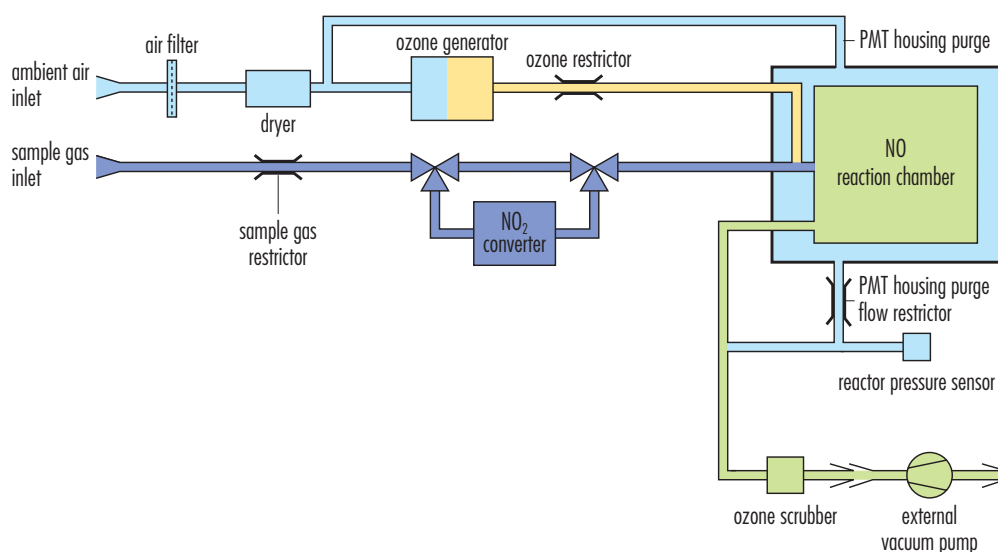 air filter
ozone generator
PMT housing purge
ambient air
inlet
ozone restrictor
dryer
sample gas
inlet
NO
reaction chamber
sample gas
restrictor
NO₂
converter
PMT housing purge
flow restrictor
reactor pressure sensor
ozone scrubber
external
vacuum pump